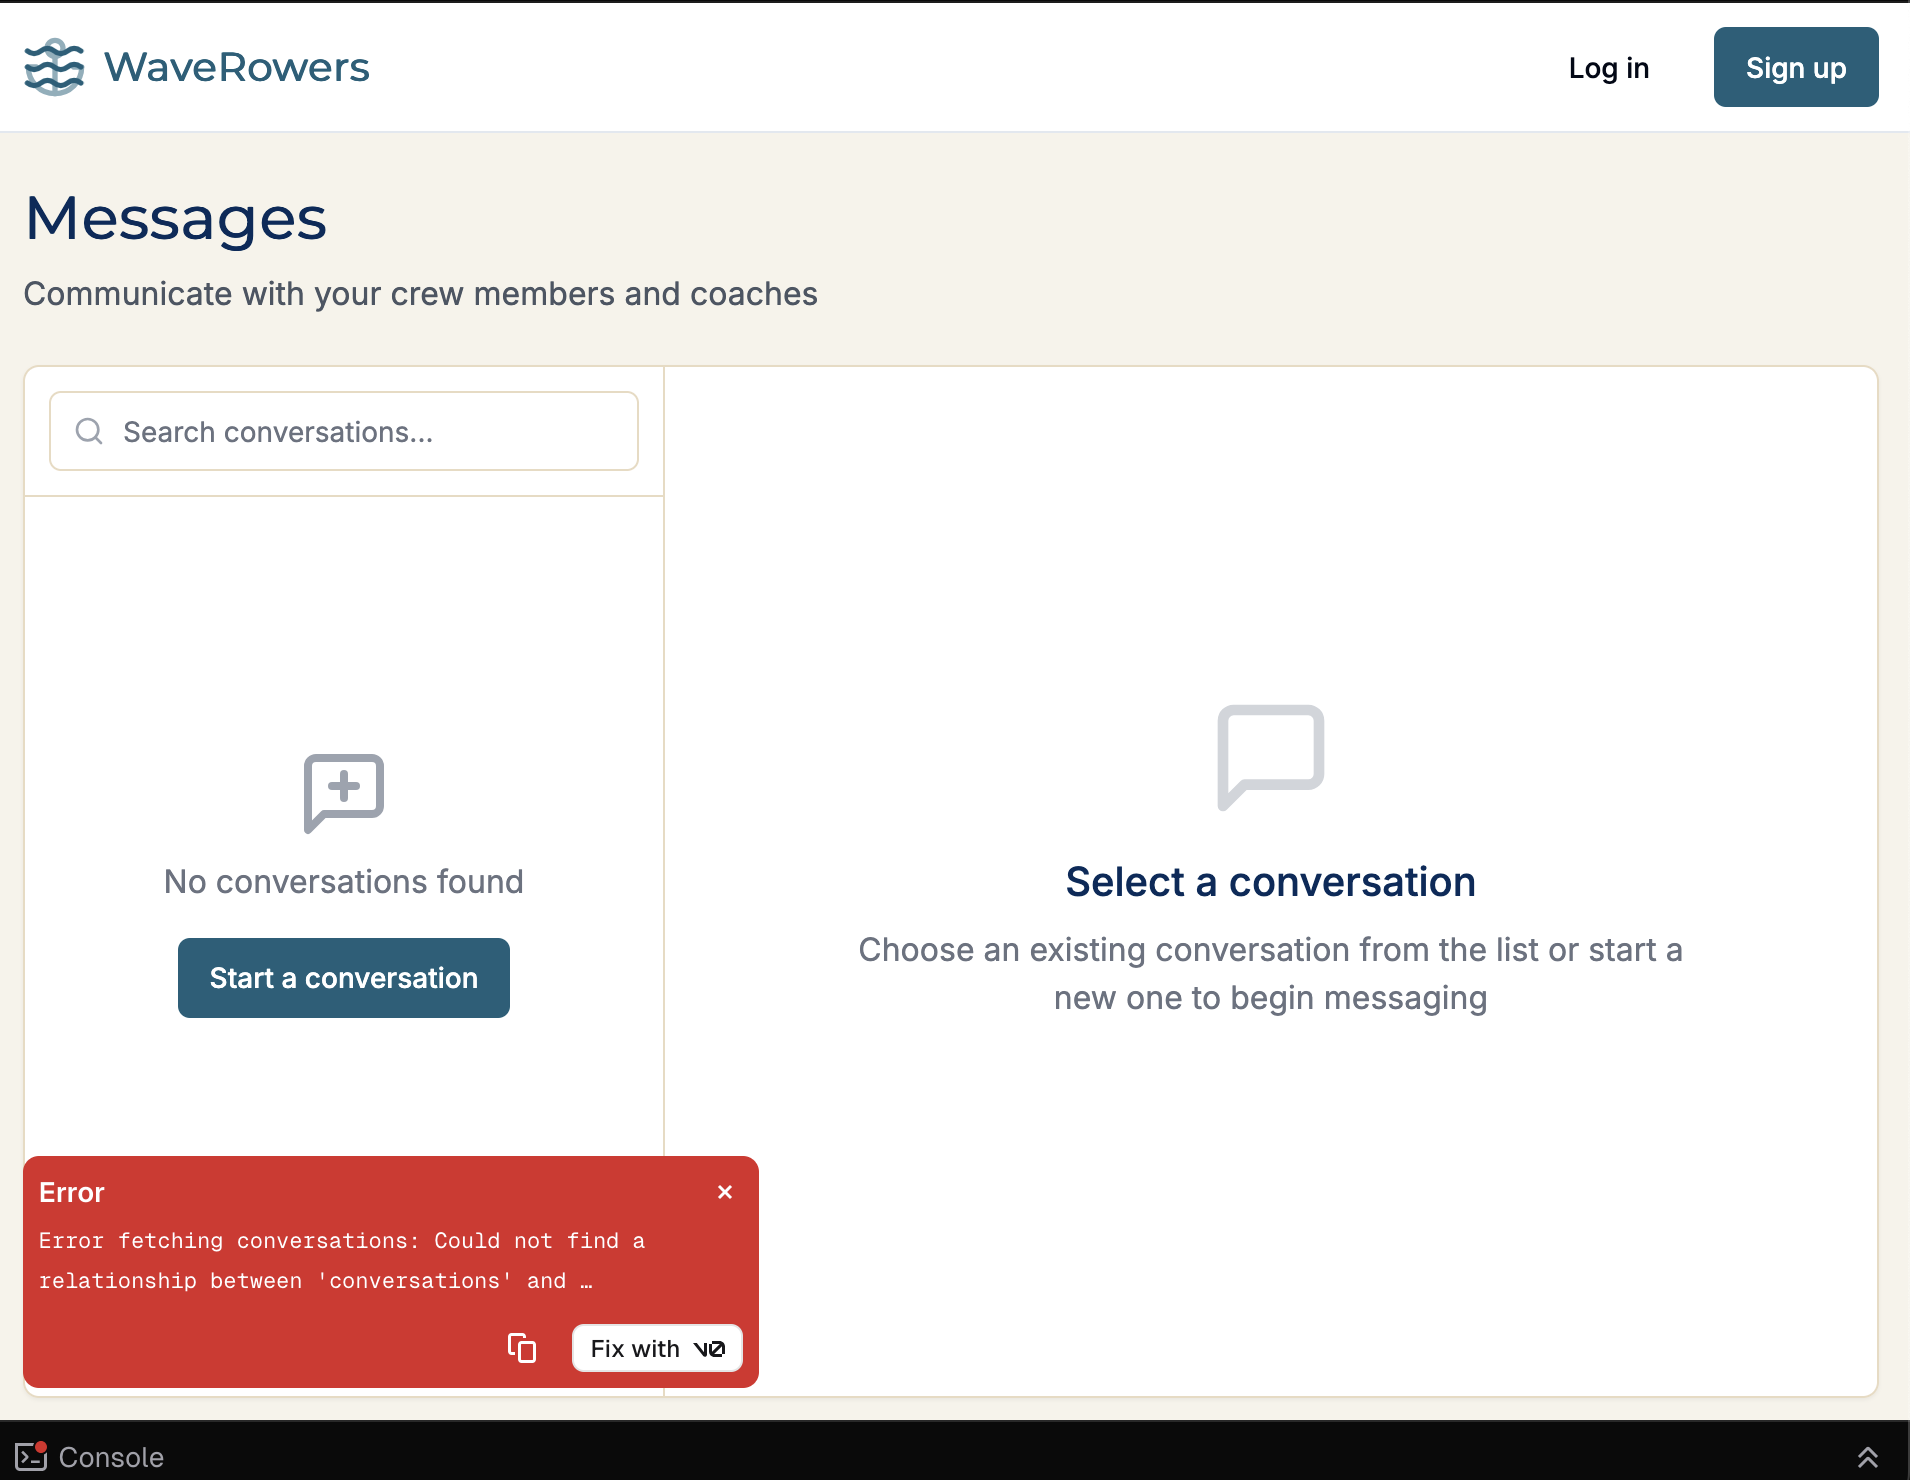 WaveRowers
Log in
Sign up
Messages
Communicate with your crew members and coaches
Search conversations...
No conversations found
Start a conversation
Select a conversation
Choose an existing conversation from the list or start a
new one to begin messaging
Error
Error fetching conversations: Could not find a
relationship between 'conversations' and …
Fix with v0
Console